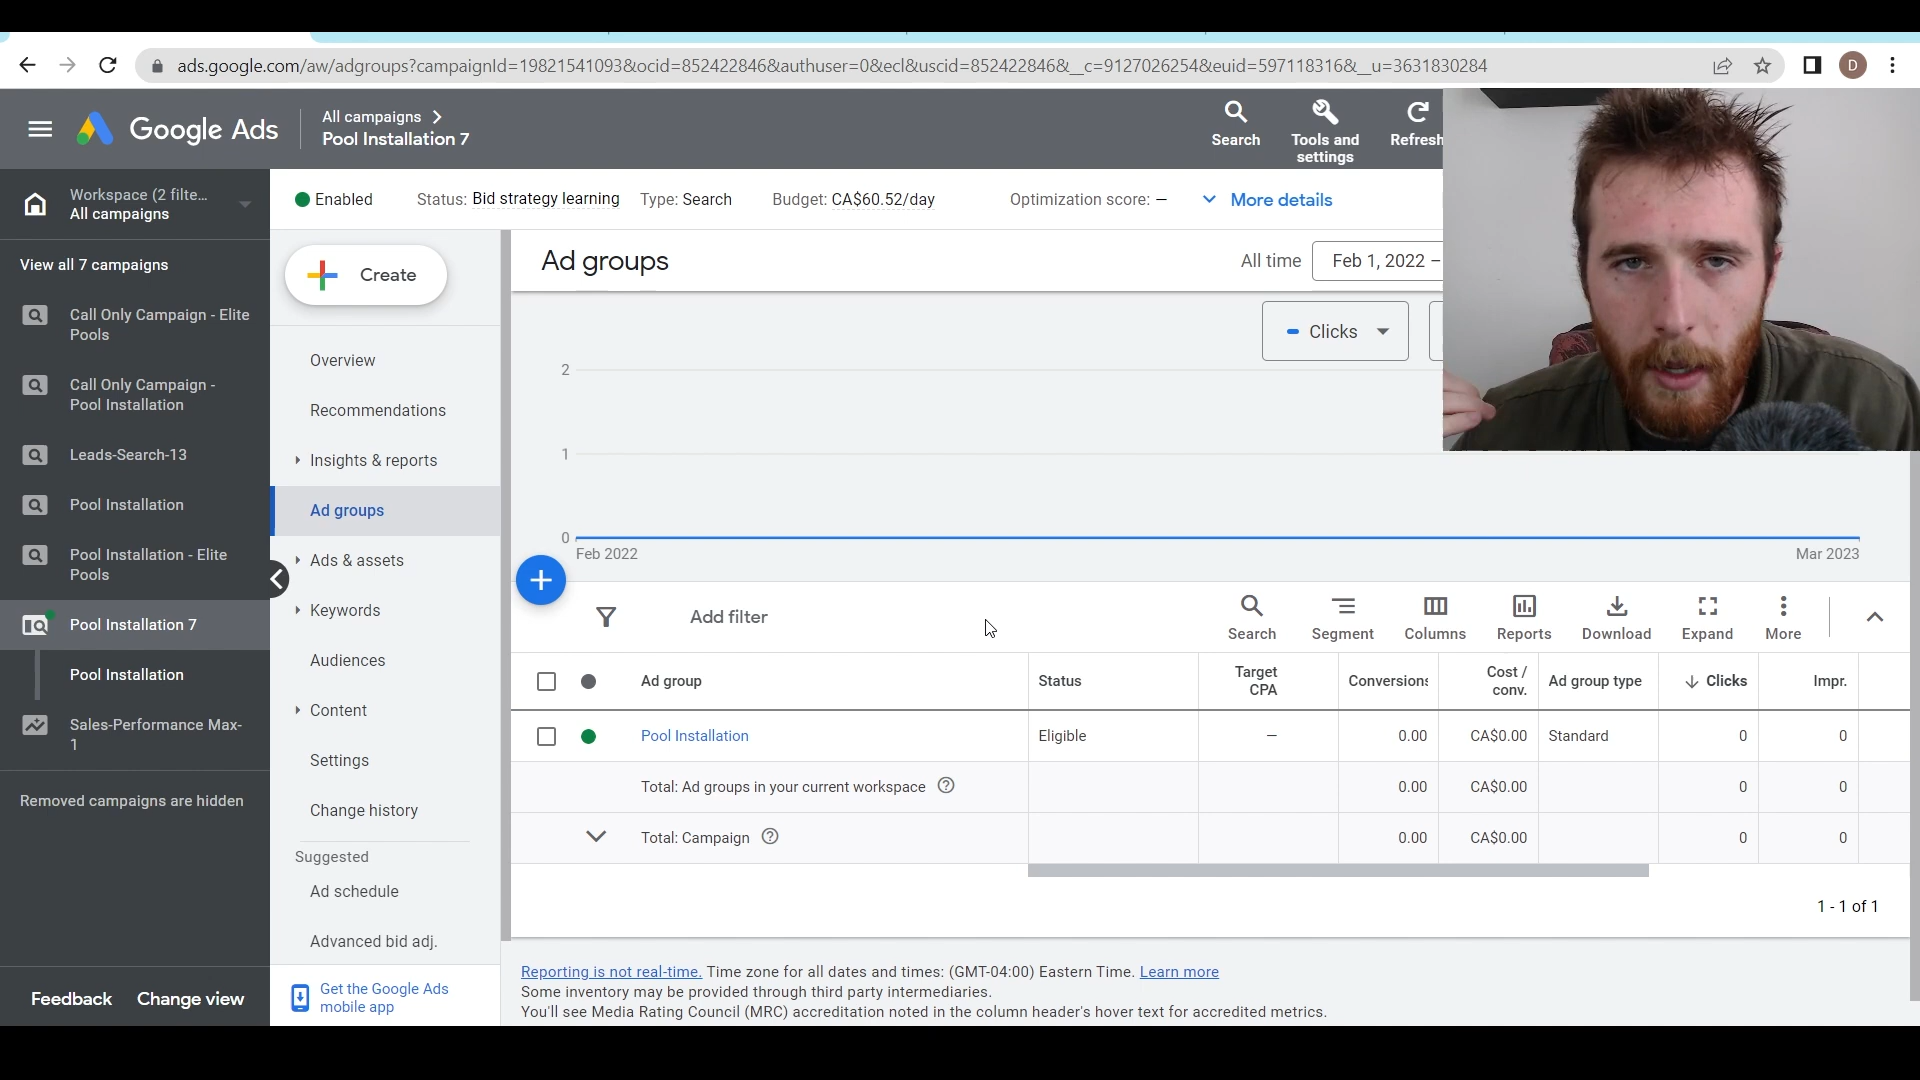 ads.google.com/aw/adgroups?campaignId=19821541093&ocid=852422846&authuser=0&ecl&uscid=852422846&__c=9127026254&euid=597118316&__u=3631830284
D
Google Ads
All campaigns
Pool Installation 7
Search
Tools and
settings
Refresh
Workspace (2 filte...
All campaigns
View all 7 campaigns
Call Only Campaign - Elite
Pools
Call Only Campaign -
Pool Installation
Leads-Search-13
Pool Installation
Pool Installation - Elite
Pools
Pool Installation 7
Pool Installation
Sales-Performance Max-
1
Removed campaigns are hidden
Feedback
Change view
Enabled
Status: Bid strategy learning
Type: Search
Budget: CA$60.52/day
Optimization score: –
More details
Create
Overview
Recommendations
Insights & reports
Ad groups
Ads & assets
Keywords
Audiences
Content
Settings
Change history
Suggested
Ad schedule
Advanced bid adj.
Get the Google Ads
mobile app
Ad groups
All time
Feb 1, 2022 –
Clicks
2
1
0
Feb 2022
Mar 2023
Add filter
Search
Segment
Columns
Reports
Download
Expand
More
Ad group
Status
Target
CPA
Conversions
Cost /
conv.
Ad group type
Clicks
Impr.
Pool Installation
Eligible
–
0.00
CA$0.00
Standard
0
0
Total: Ad groups in your current workspace
0.00
CA$0.00
0
0
Total: Campaign
0.00
CA$0.00
0
0
1 - 1 of 1
Reporting is not real-time. Time zone for all dates and times: (GMT-04:00) Eastern Time. Learn more
Some inventory may be provided through third party intermediaries.
You'll see Media Rating Council (MRC) accreditation noted in the column header's hover text for accredited metrics.